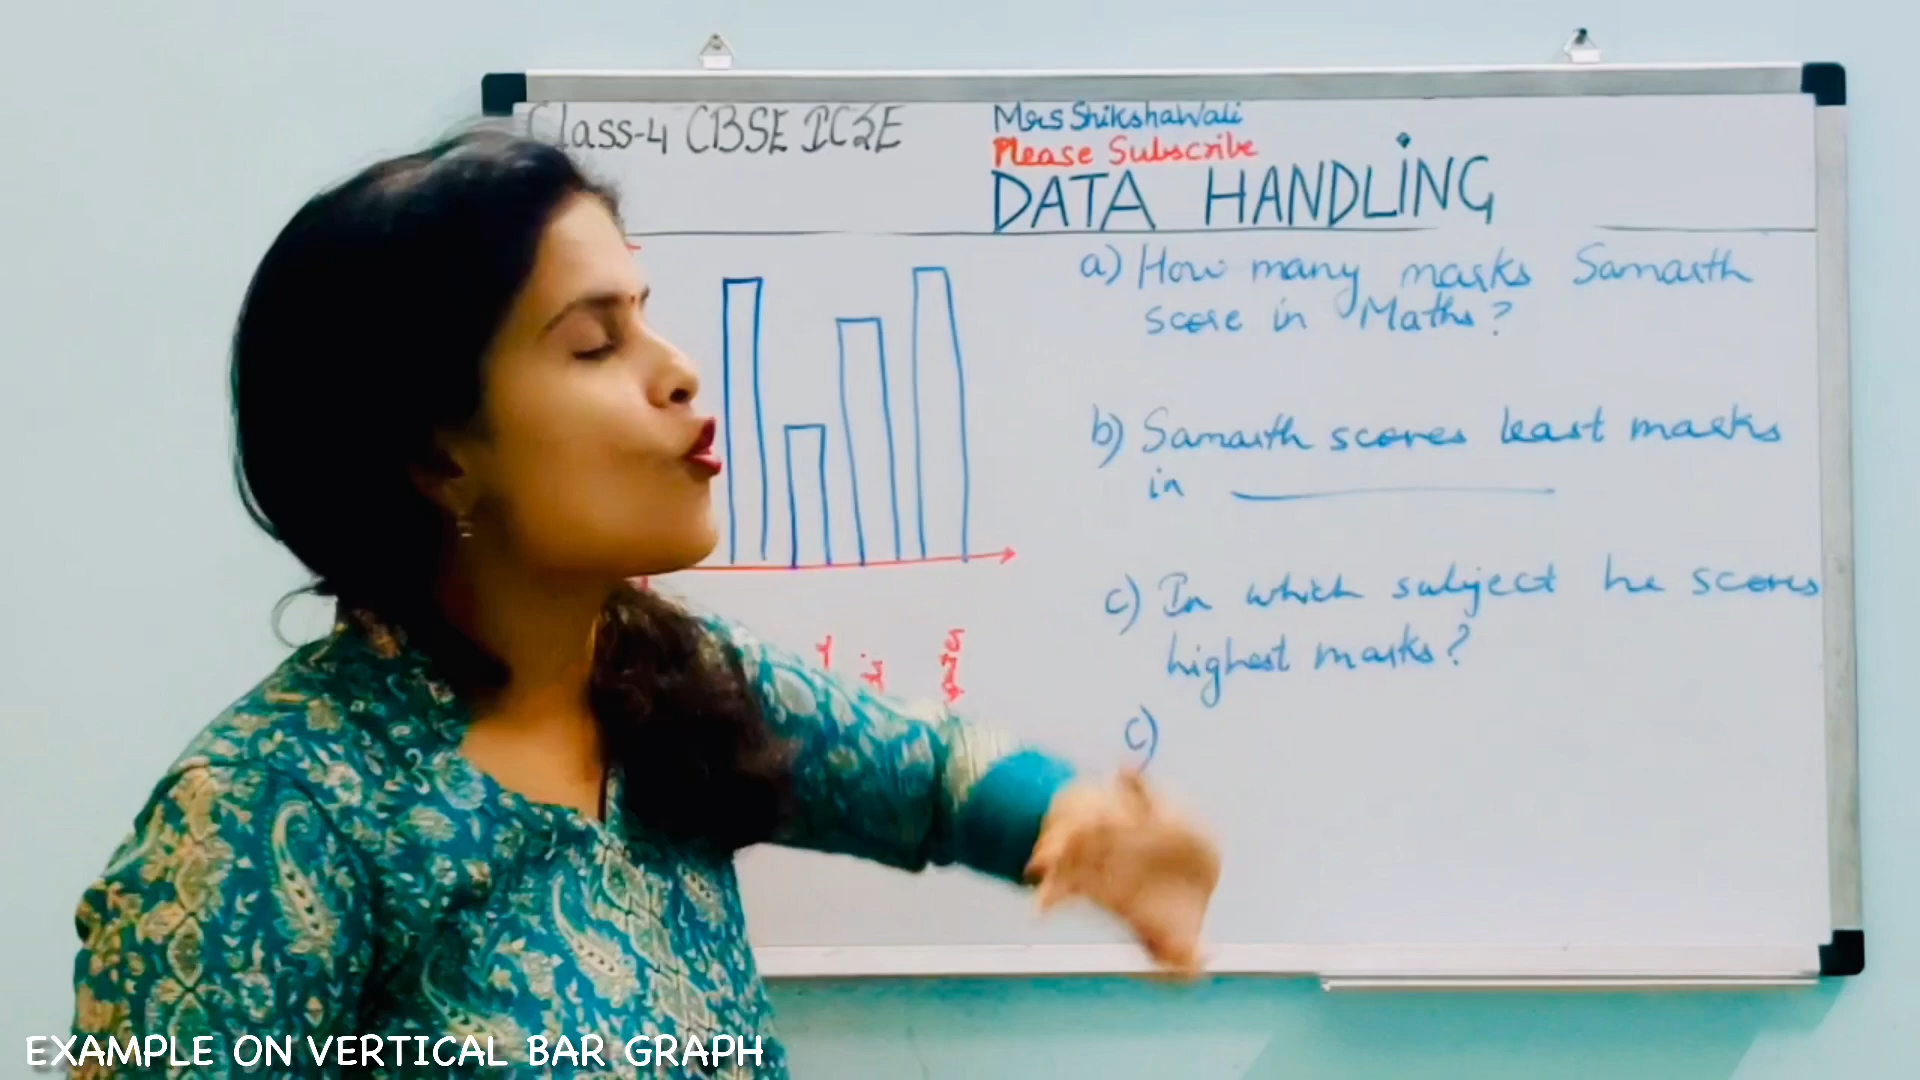 Class-4 CBSE ICSE
Mrs ShikshaWali
Please Subscribe
DATA HANDLING
a) How many marks Samarth
score in Maths?
b) Samarth scores least marks
in
c) In which subject he scores
highest marks?
c)
EXAMPLE ON VERTICAL BAR GRAPH